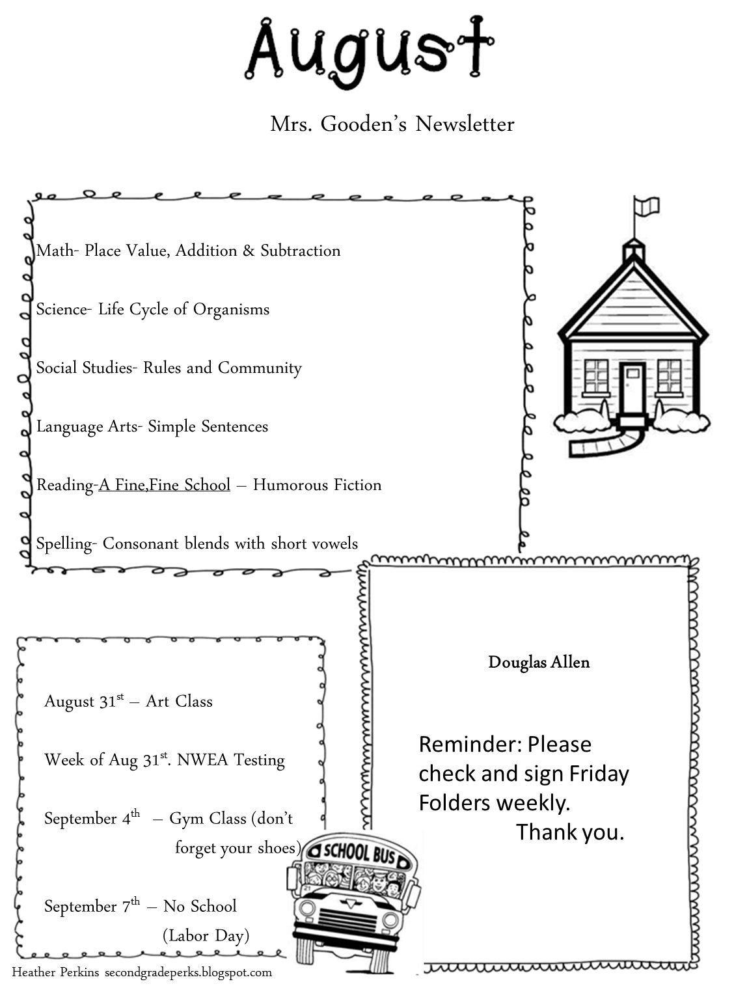 August
Mrs. Gooden’s Newsletter
Math- Place Value, Addition & Subtraction
Science- Life Cycle of Organisms
Social Studies- Rules and Community
Language Arts- Simple Sentences
Reading-A Fine,Fine School – Humorous Fiction
Spelling- Consonant blends with short vowels
August 31st – Art Class
Week of Aug 31st. NWEA Testing
September 4th – Gym Class (don’t
forget your shoes)
September 7th – No School
(Labor Day)
Douglas Allen
Reminder: Please
check and sign Friday
Folders weekly.
Thank you.
SCHOOL BUS
21
Heather Perkins secondgradeperks.blogspot.com